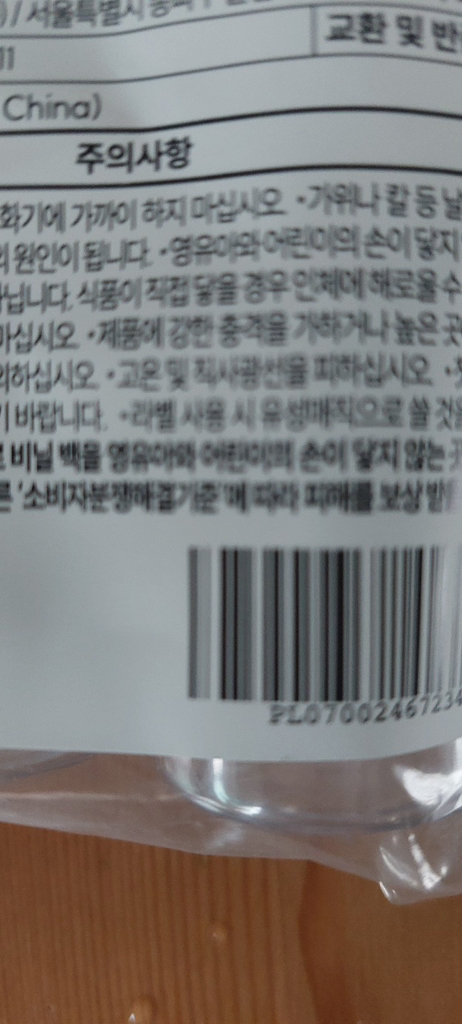 )/ 서울특별시 송파구
교환 및 반
11
China)
주의사항
화기에 가까이 하지 마십시오. •가위나 칼 등 날
원인이 됩니다. •영유아와 어린이의 손이 닿지
닙니다. 식품이 직접 닿을 경우 인체에 해로울 수
마십시오. •제품에 강한 충격을 가하거나 높은 곳
의하십시오. •고온 및 직사광선을 피하십시오. •
기 바랍니다. •라벨 사용 시 유성매직으로 쓸 것을
비닐 백을 영유아와 어린이의 손이 닿지 않는
른 '소비자분쟁해결기준'에 따라 피해를 보상 받
PL0700246723